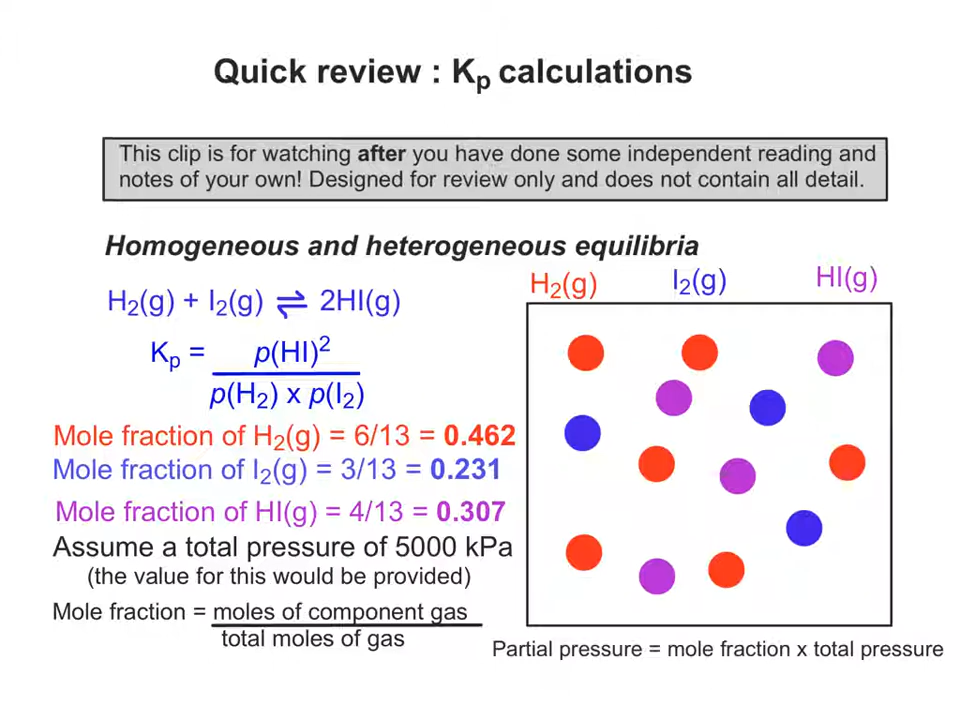 Quick review : Kp calculations
This clip is for watching after you have done some independent reading and
notes of your own! Designed for review only and does not contain all detail.
Homogeneous and heterogeneous equilibria
H₂(g) I₂(g) HI(g)
H₂(g) + I₂(g) ⇌ 2HI(g)
Kp = p(HI)²
p(H₂) x p(I₂)
Mole fraction of H₂(g) = 6/13 = 0.462
Mole fraction of I₂(g) = 3/13 = 0.231
Mole fraction of HI(g) = 4/13 = 0.307
Assume a total pressure of 5000 kPa
(the value for this would be provided)
Mole fraction = moles of component gas
total moles of gas
Partial pressure = mole fraction x total pressure